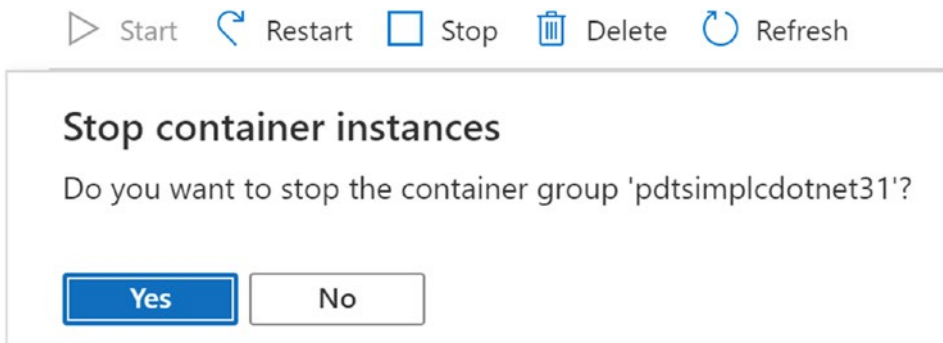 Start Restart Stop Delete Refresh
Stop container instances
Do you want to stop the container group 'pdtsimplcdotnet31'?
Yes No